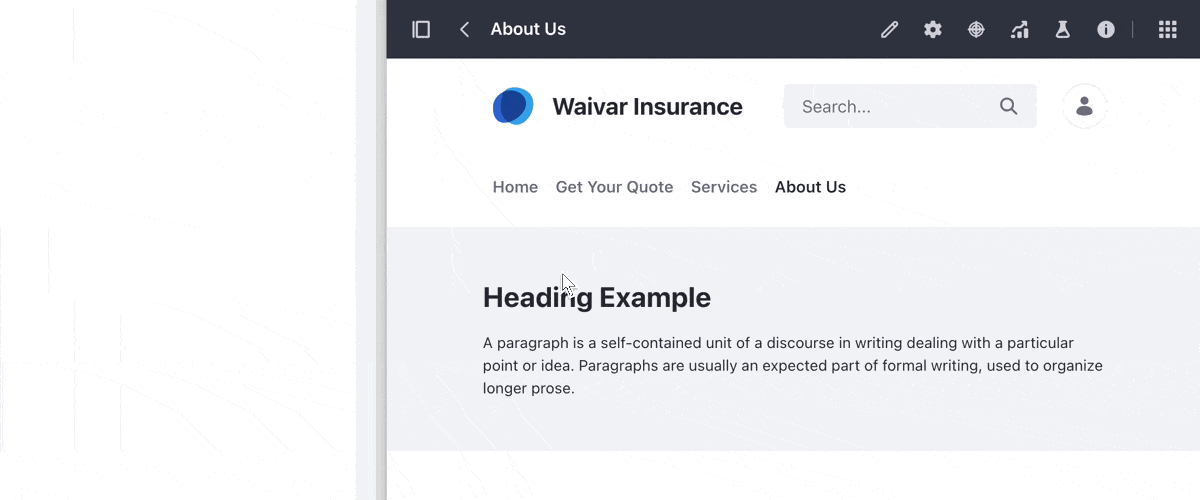 About Us
Waivar Insurance
Search...
Home Get Your Quote Services About Us
Heading Example
A paragraph is a self-contained unit of a discourse in writing dealing with a particular
point or idea. Paragraphs are usually an expected part of formal writing, used to organize
longer prose.